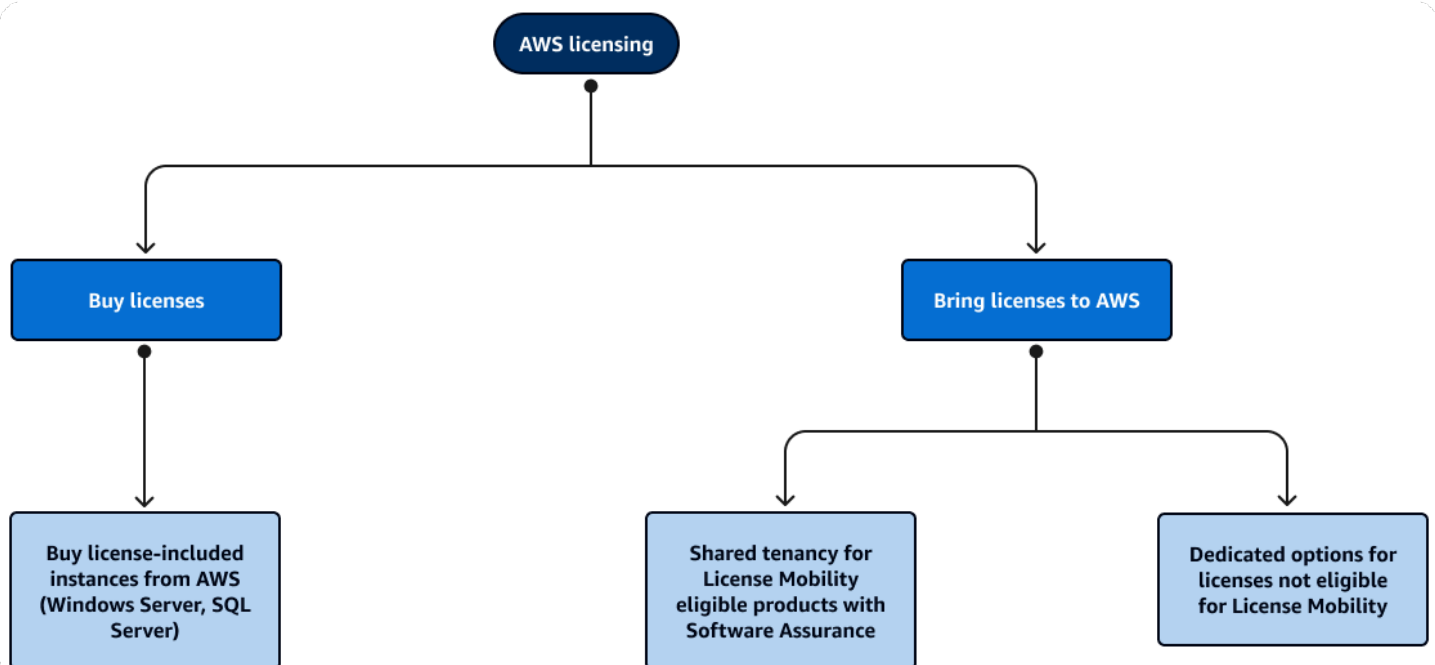 AWS licensing
Buy licenses
Bring licenses to AWS
Buy license-included
instances from AWS
(Windows Server, SQL
Server)
Shared tenancy for
License Mobility
eligible products with
Software Assurance
Dedicated options for
licenses not eligible
for License Mobility